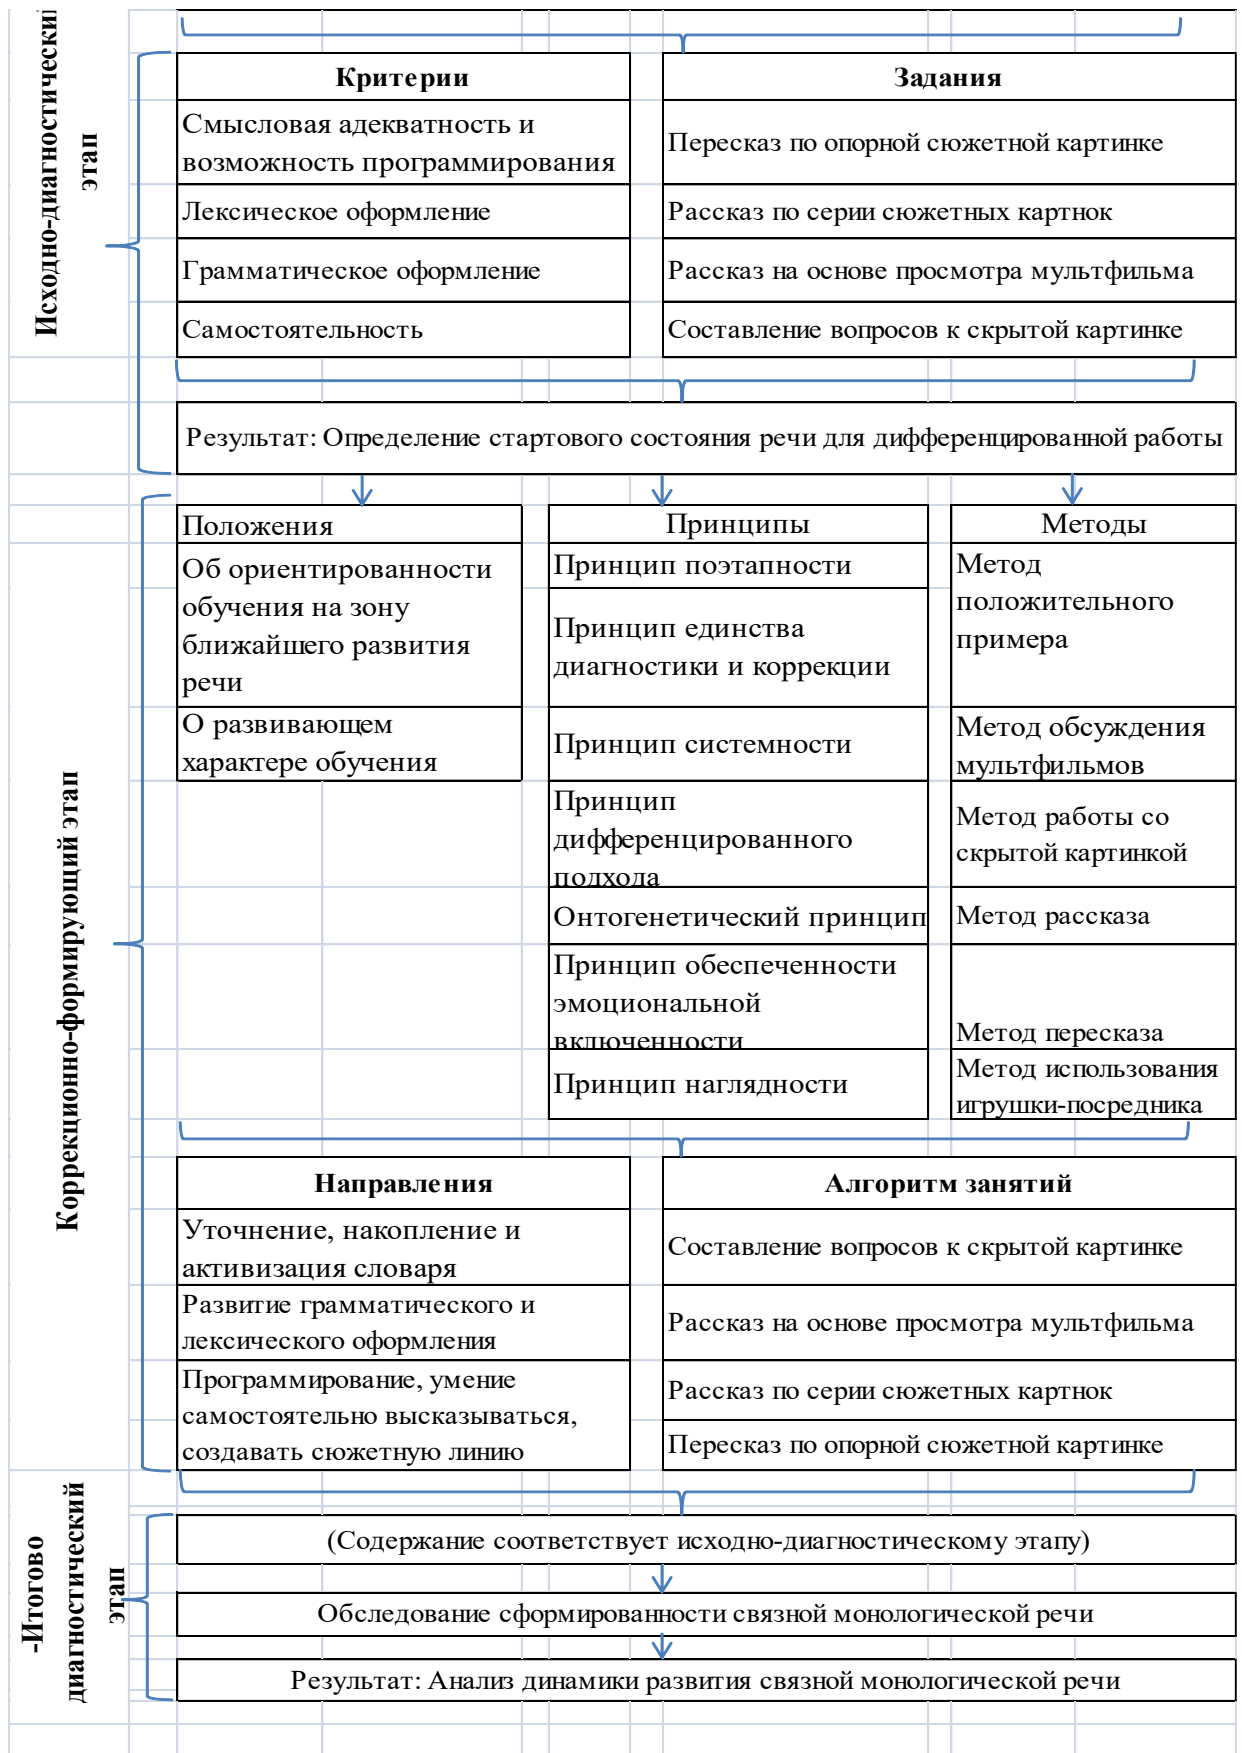 Исходно-диагностический
этап
Критерии
Задания
Смысловая адекватность и
возможность программирования
Пересказ по опорной сюжетной картинке
Лексическое оформление
Рассказ по серии сюжетных картнок
Грамматическое оформление
Рассказ на основе просмотра мультфильма
Самостоятельность
Составление вопросов к скрытой картинке
Результат: Определение стартового состояния речи для дифференцированной работы
Коррекционно-формирующий этап
Положения
Об ориентированности
обучения на зону
ближайшего развития
речи
О развивающем
характере обучения
Принципы
Принцип поэтапности
Принцип единства
диагностики и коррекции
Принцип системности
Принцип
дифференцированного
подхода
Онтогенетический принцип
Принцип обеспеченности
эмоциональной
включенности
Принцип наглядности
Методы
Метод
положительного
примера
Метод обсуждения
мультфильмов
Метод работы со
скрытой картинкой
Метод рассказа
Метод пересказа
Метод использования
игрушки-посредника
Направления
Алгоритм занятий
Уточнение, накопление и
активизация словаря
Составление вопросов к скрытой картинке
Развитие грамматического и
лексического оформления
Рассказ на основе просмотра мультфильма
Программирование, умение
самостоятельно высказываться,
создавать сюжетную линию
Рассказ по серии сюжетных картнок
Пересказ по опорной сюжетной картинке
-Итогово
диагностический
этап
(Содержание соответствует исходно-диагностическому этапу)
Обследование сформированности связной монологической речи
Результат: Анализ динамики развития связной монологической речи